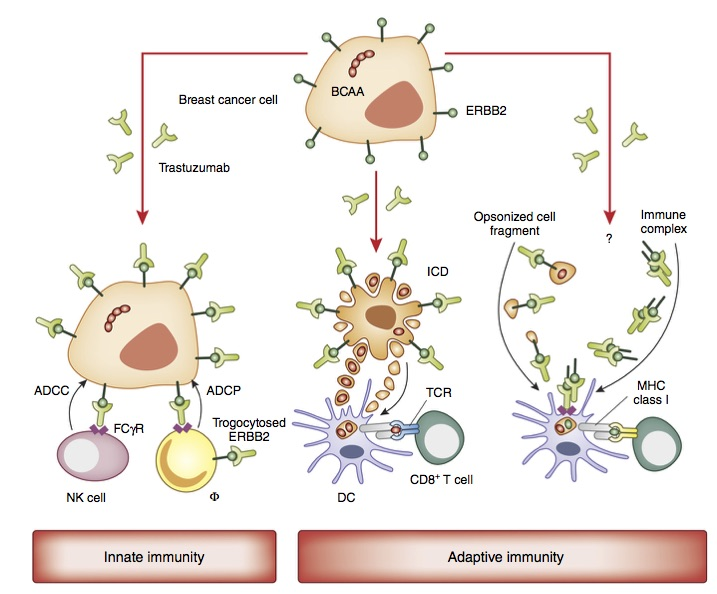 BCAA
Breast cancer cell
ERBB2
Trastuzumab
Opsonized cell
fragment
Immune
complex
?
ICD
ADCC
ADCP
FCγR
Trogocytosed
ERBB2
TCR
MHC
class I
NK cell
Φ
DC
CD8⁺ T cell
Innate immunity
Adaptive immunity